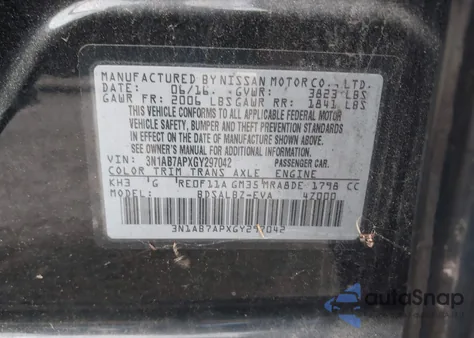 MANUFACTURED BY NISSAN MOTOR CO., LTD.
DATE: 06/16 GVWR: 3823 LBS
GAWR FR: 2006 LBS GAWR RR: 1841 LBS
THIS VEHICLE CONFORMS TO ALL APPLICABLE FEDERAL MOTOR
VEHICLE SAFETY, BUMPER AND THEFT PREVENTION STANDARDS
IN EFFECT ON THE DATE OF MANUFACTURE SHOWN ABOVE.
SEE OWNER'S MANUAL FOR ADDITIONAL INFORMATION.
VIN: 3N1AB7APXGY297042 PASSENGER CAR.
COLOR TRIM TRANS AXLE ENGINE
KH3 'G RE0F11A GM35 MRA8DE 1798 CC
BDSALBZ-EVA 47000
3N1AB7APXGY297042
autoSnap